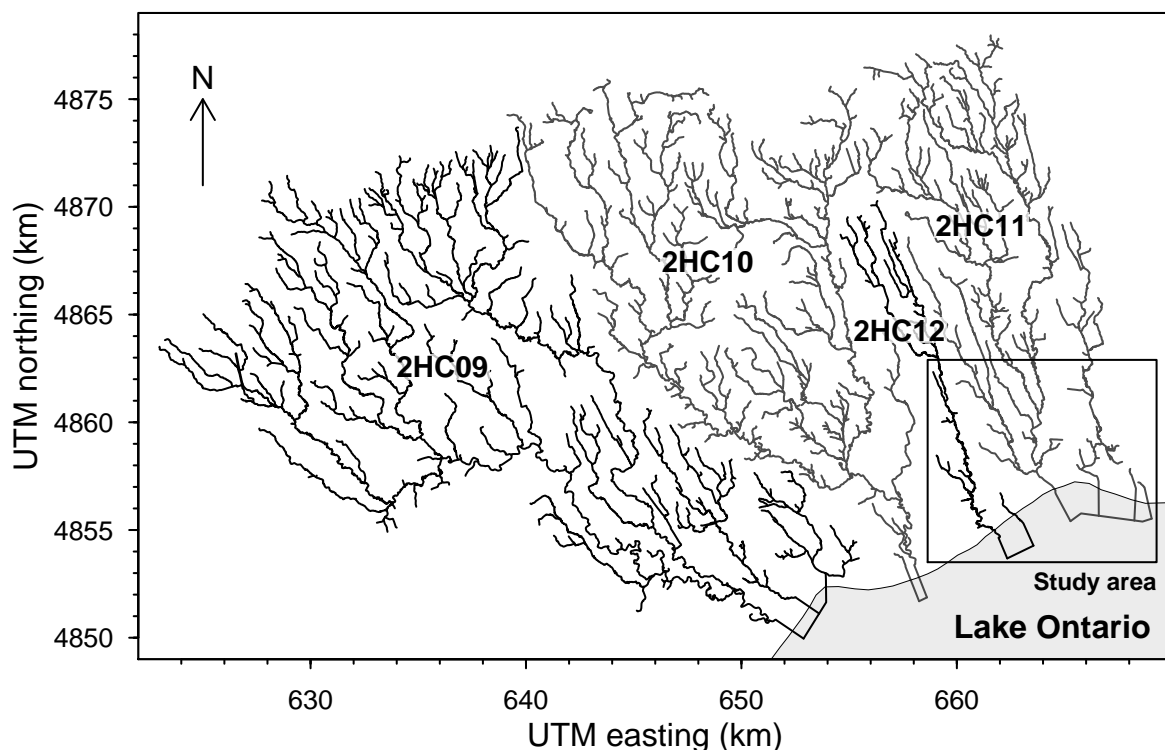 N
4875
4870
4865
4860
4855
4850
UTM northing (km)
2HC11
2HC10
2HC12
2HC09
Study area
Lake Ontario
630
640
650
660
UTM easting (km)